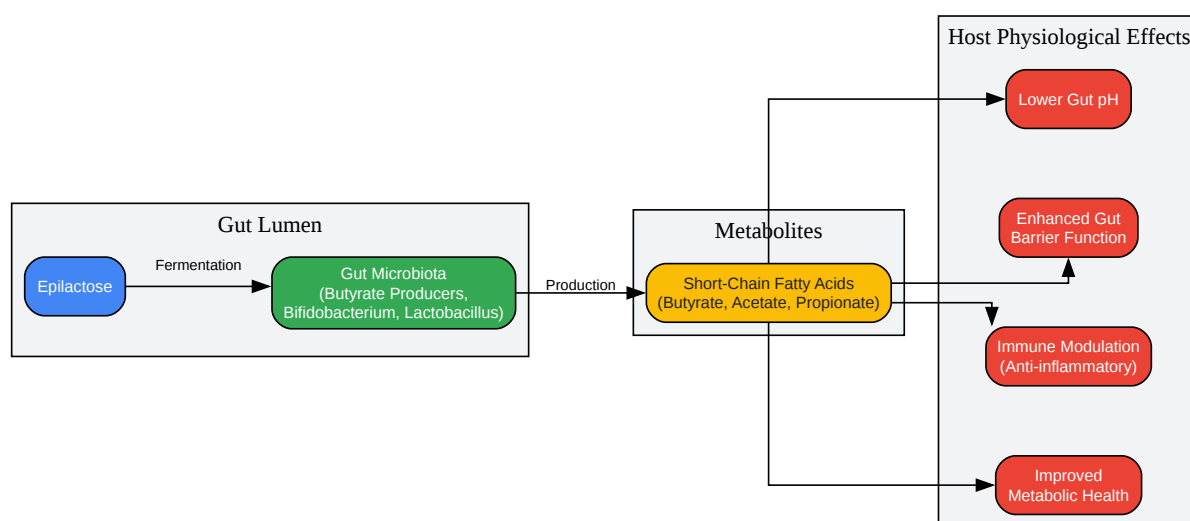 Host Physiological Effects
Lower Gut pH
Gut Lumen
Epilactose
Fermentation
Gut Microbiota
(Butyrate Producers,
Bifidobacterium, Lactobacillus)
Production
Metabolites
Short-Chain Fatty Acids
(Butyrate, Acetate, Propionate)
Enhanced Gut
Barrier Function
Immune Modulation
(Anti-inflammatory)
Improved
Metabolic Health